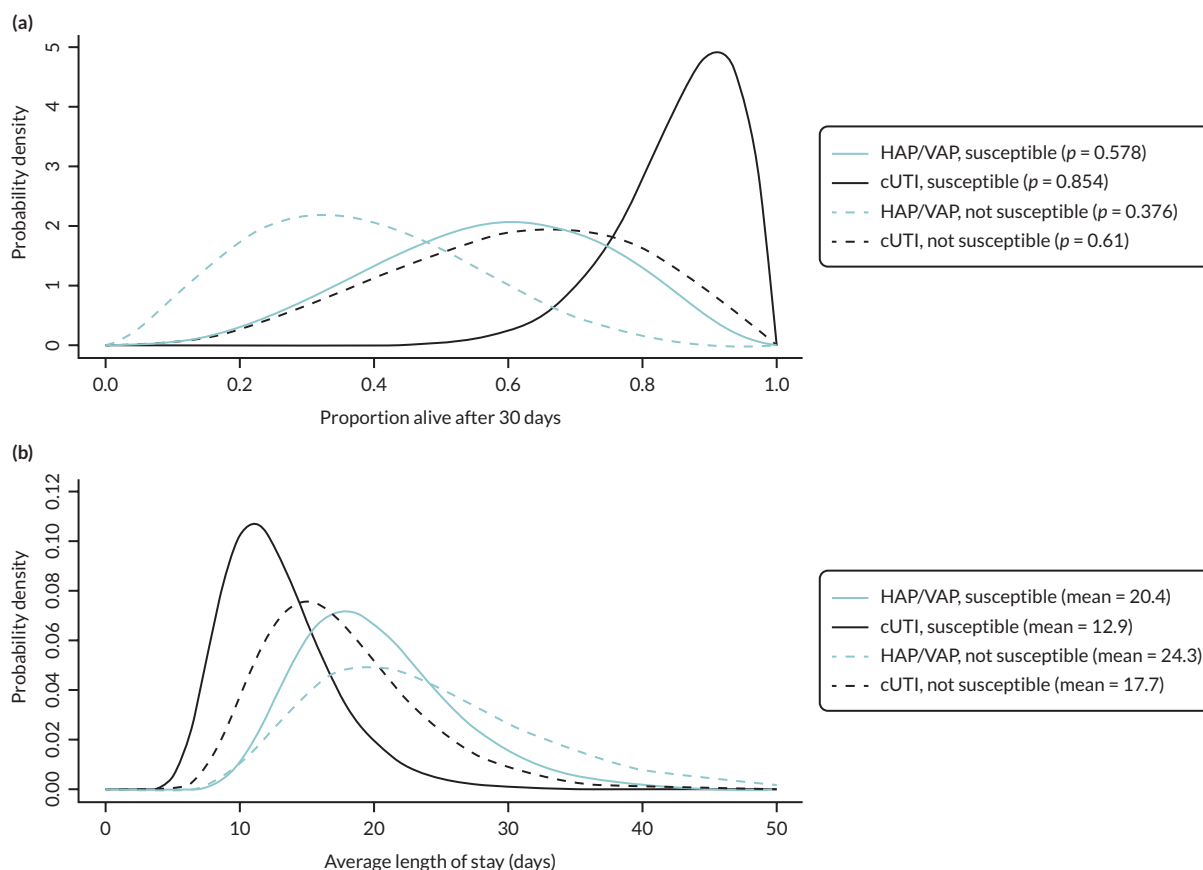 (a)
Probability density
5
4
3
2
1
0
0.0 0.2 0.4 0.6 0.8 1.0
Proportion alive after 30 days
HAP/VAP, susceptible (p = 0.578)
cUTI, susceptible (p = 0.854)
HAP/VAP, not susceptible (p = 0.376)
cUTI, not susceptible (p = 0.61)
(b)
Probability density
0.12
0.10
0.08
0.06
0.04
0.02
0.00
0 10 20 30 40 50
Average length of stay (days)
HAP/VAP, susceptible (mean = 20.4)
cUTI, susceptible (mean = 12.9)
HAP/VAP, not susceptible (mean = 24.3)
cUTI, not susceptible (mean = 17.7)